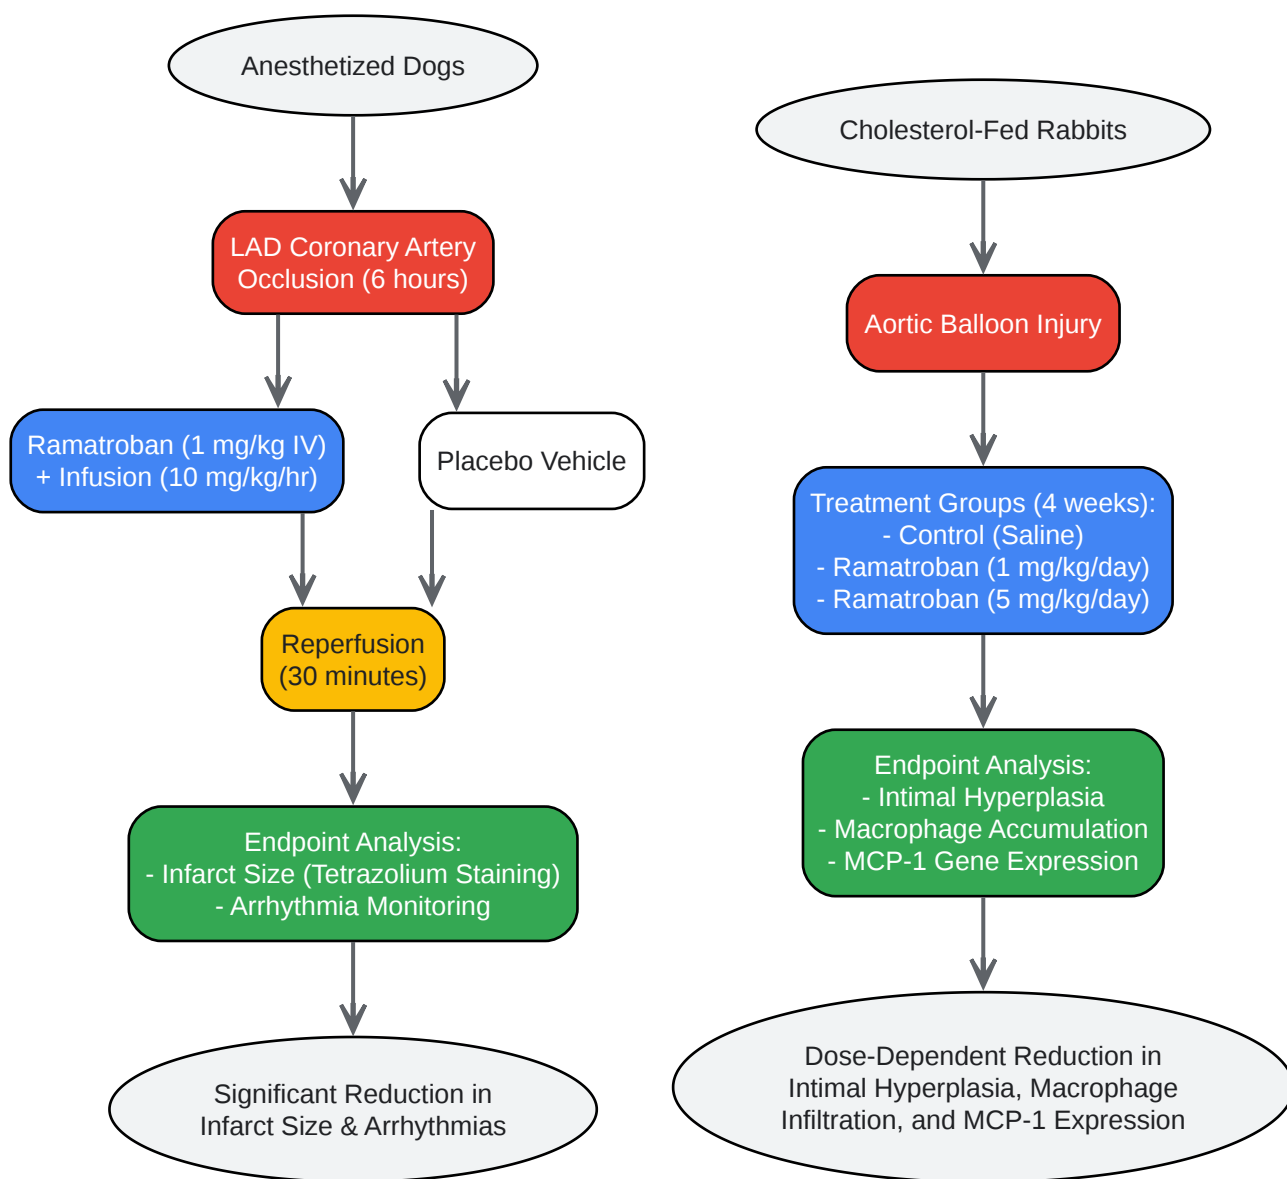 Anesthetized Dogs
LAD Coronary Artery
Occlusion (6 hours)
Ramatroban (1 mg/kg IV)
+ Infusion (10 mg/kg/hr)
Placebo Vehicle
Reperfusion
(30 minutes)
Endpoint Analysis:
- Infarct Size (Tetrazolium Staining)
- Arrhythmia Monitoring
Significant Reduction in
Infarct Size & Arrhythmias
Cholesterol-Fed Rabbits
Aortic Balloon Injury
Treatment Groups (4 weeks):
- Control (Saline)
- Ramatroban (1 mg/kg/day)
- Ramatroban (5 mg/kg/day)
Endpoint Analysis:
- Intimal Hyperplasia
- Macrophage Accumulation
- MCP-1 Gene Expression
Dose-Dependent Reduction in
Intimal Hyperplasia, Macrophage
Infiltration, and MCP-1 Expression